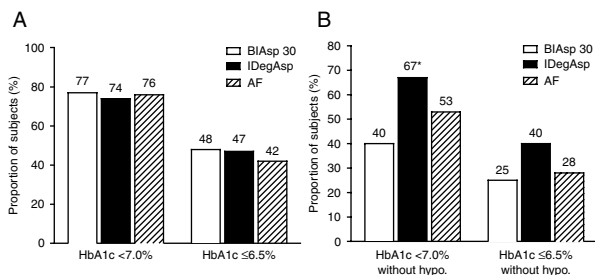 A
Proportion of subjects (%)
100
80
60
40
20
0
BIAsp 30
IDegAsp
AF
77
74
76
48
47
42
HbA1c <7.0%
HbA1c ≤6.5%
B
Proportion of subjects (%)
80
70
60
50
40
30
20
10
0
BIAsp 30
IDegAsp
AF
40
67*
53
25
40
28
HbA1c <7.0%
without hypo.
HbA1c ≤6.5%
without hypo.